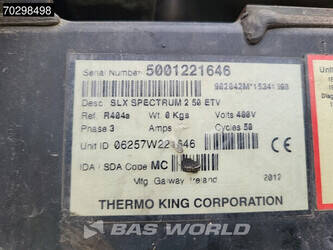 70298498
Serial Number 5001221646
982642M*15341398
Desc SLX SPECTRUM 2 50 ETV
Ref. R404a Wt. 0 Kgs Volts 400V
Phase 3 Amps Cycles 50
Unit ID 06257W221646
IDA / SDA Code MC
Mfg. Galway Ireland 2012
THERMO KING CORPORATION
BAS WORLD